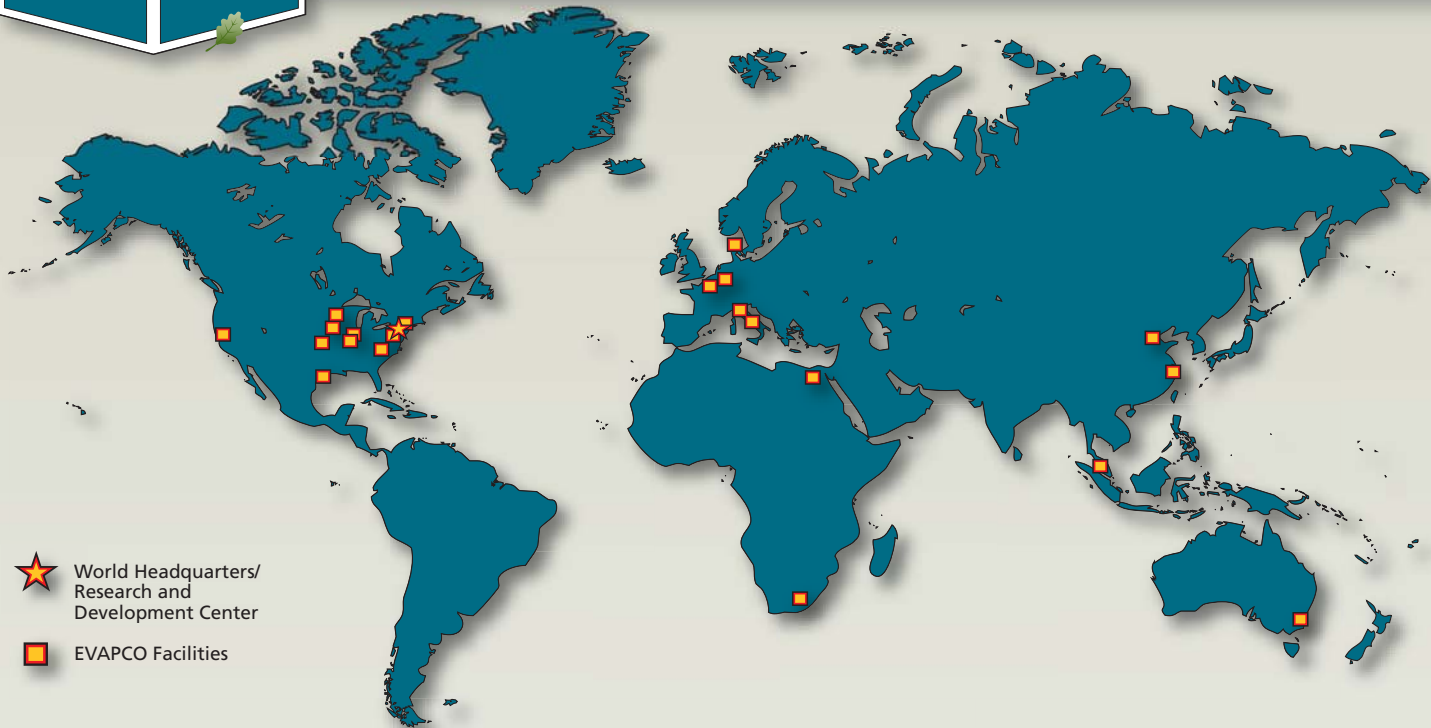 World Headquarters/
Research and
Development Center
EVAPCO Facilities